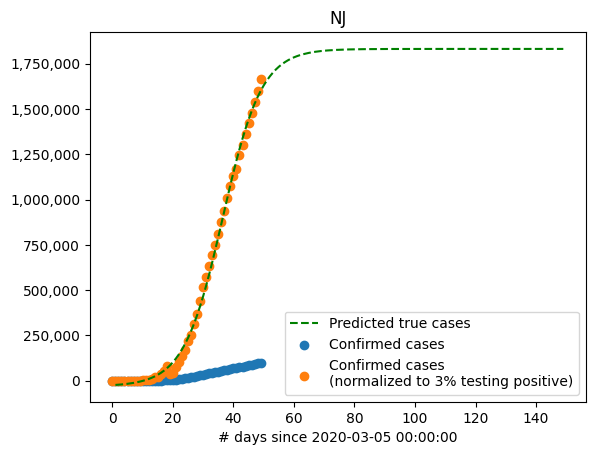 NJ
1,750,000
1,500,000
1,250,000
1,000,000
750,000
500,000
250,000
0
Predicted true cases
Confirmed cases
Confirmed cases
(normalized to 3% testing positive)
0 20 40 60 80 100 120 140
# days since 2020-03-05 00:00:00